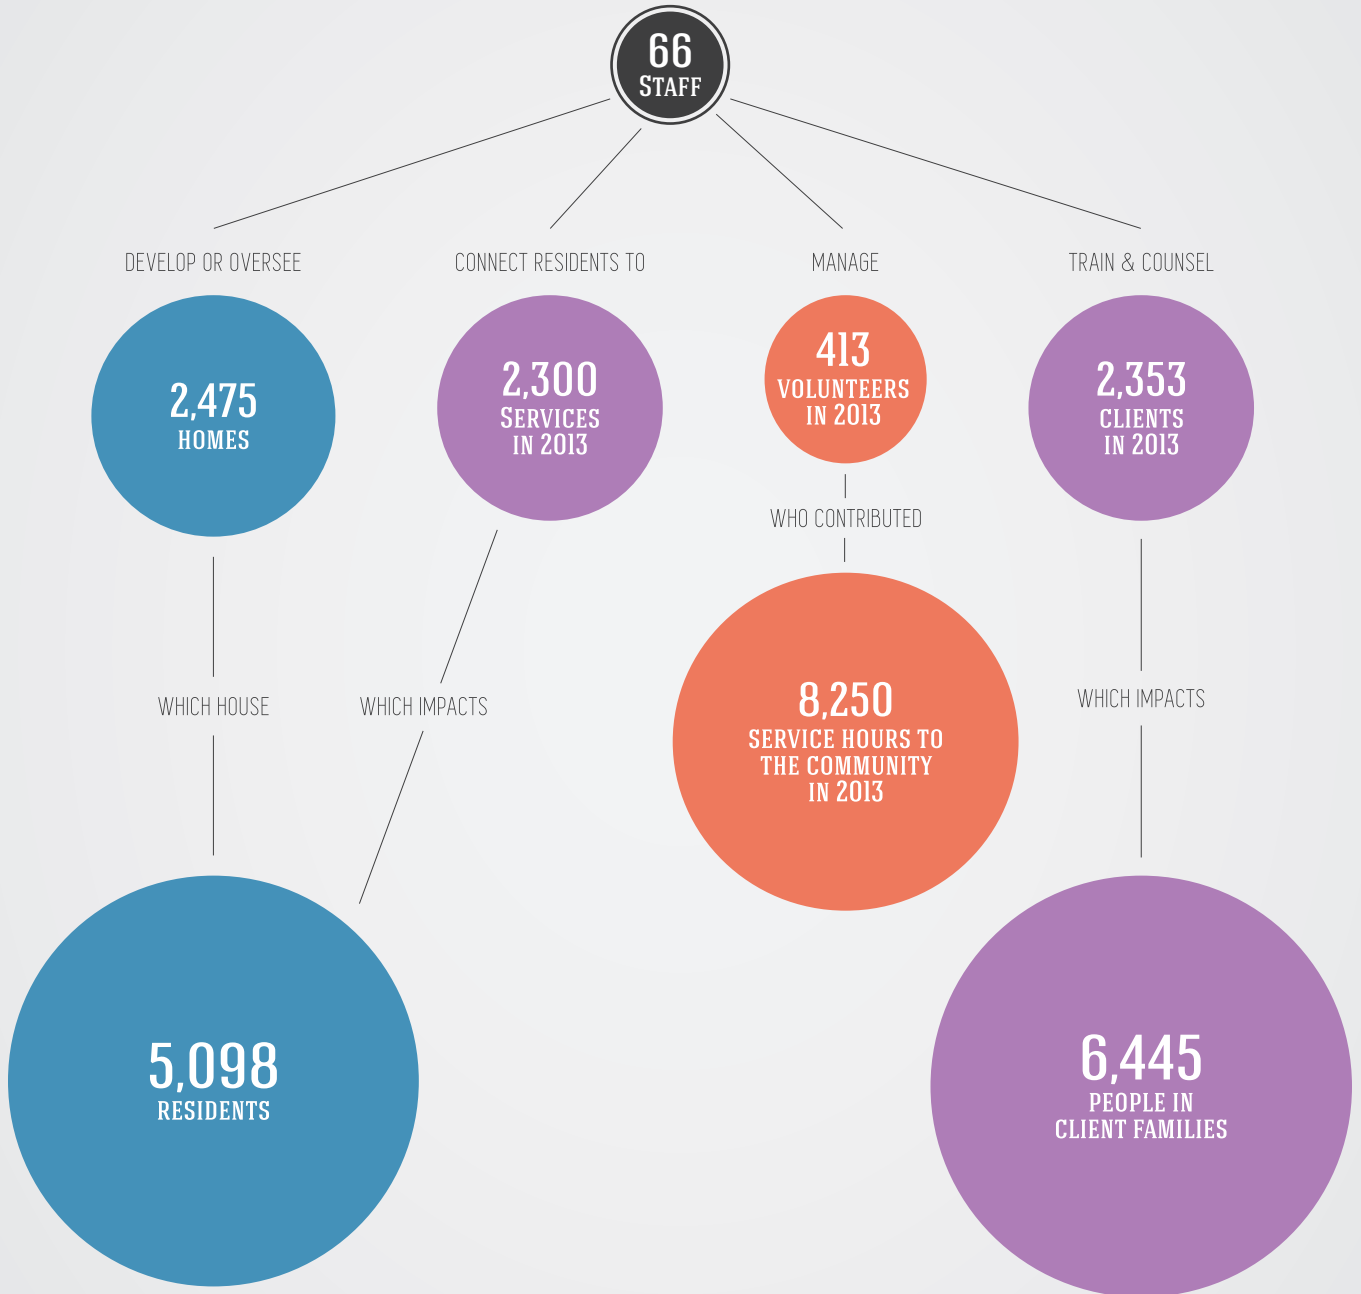 66
STAFF
DEVELOP OR OVERSEE
CONNECT RESIDENTS TO
MANAGE
TRAIN & COUNSEL
2,475
HOMES
2,300
SERVICES
IN 2013
413
VOLUNTEERS
IN 2013
2,353
CLIENTS
IN 2013
WHO CONTRIBUTED
WHICH HOUSE
WHICH IMPACTS
8,250
SERVICE HOURS TO
THE COMMUNITY
IN 2013
WHICH IMPACTS
5,098
RESIDENTS
6,445
PEOPLE IN
CLIENT FAMILIES